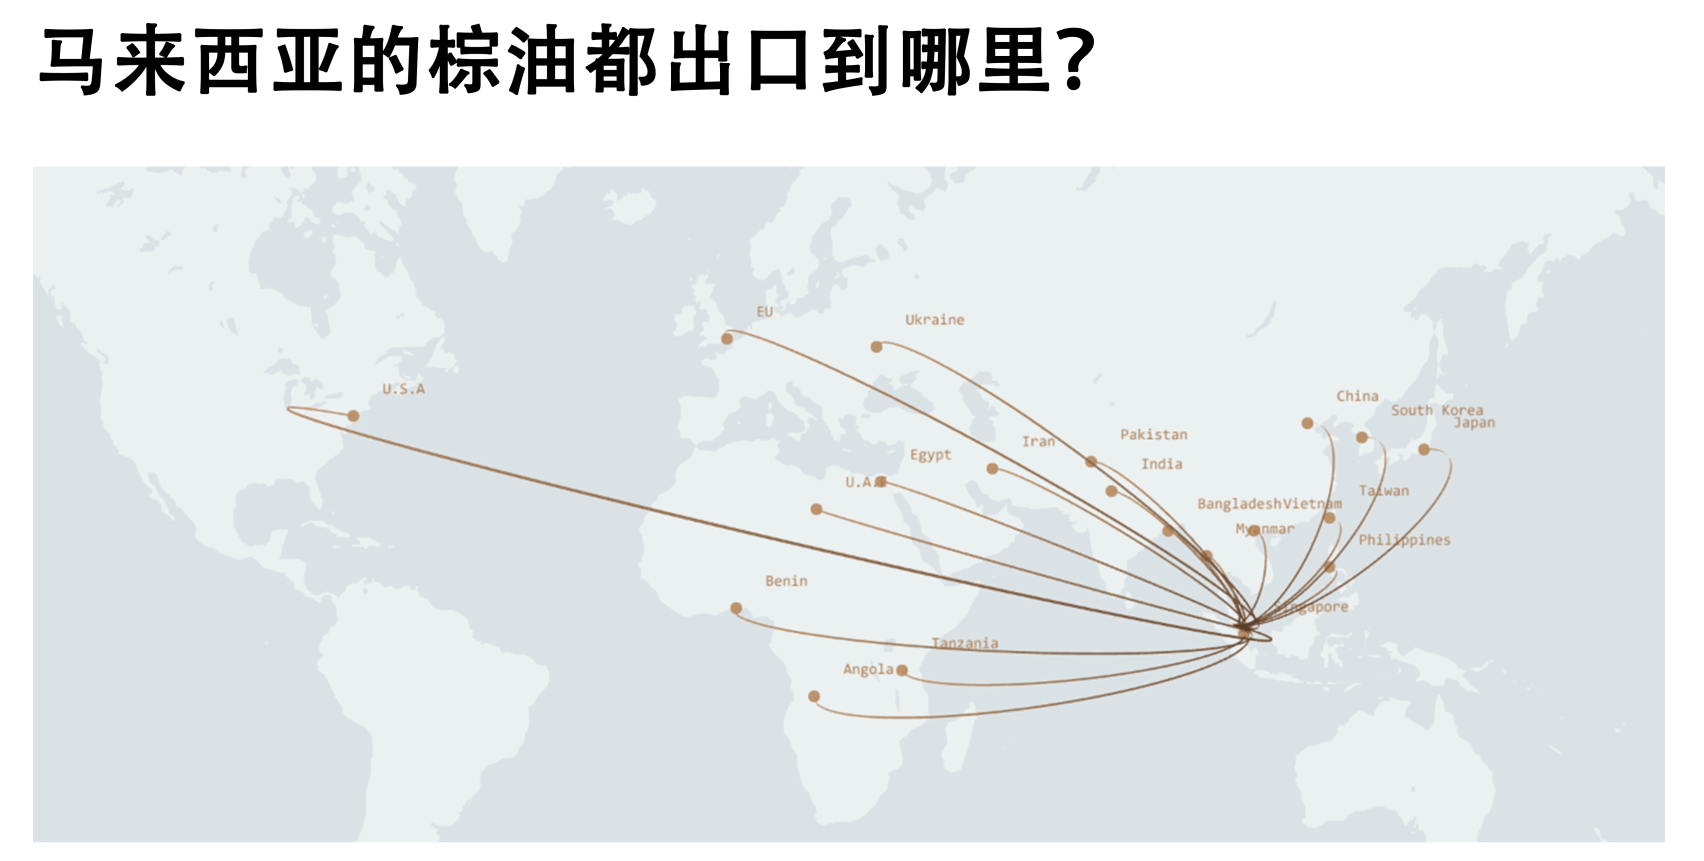 马来西亚的棕油都出口到哪里?
EU
Ukraine
U.S.A
China
South Korea
Japan
Pakistan
Iran
Egypt
India
U.A.E
Taiwan
Bangladesh
Vietnam
Myanmar
Philippines
Benin
Singapore
Tanzania
Angola